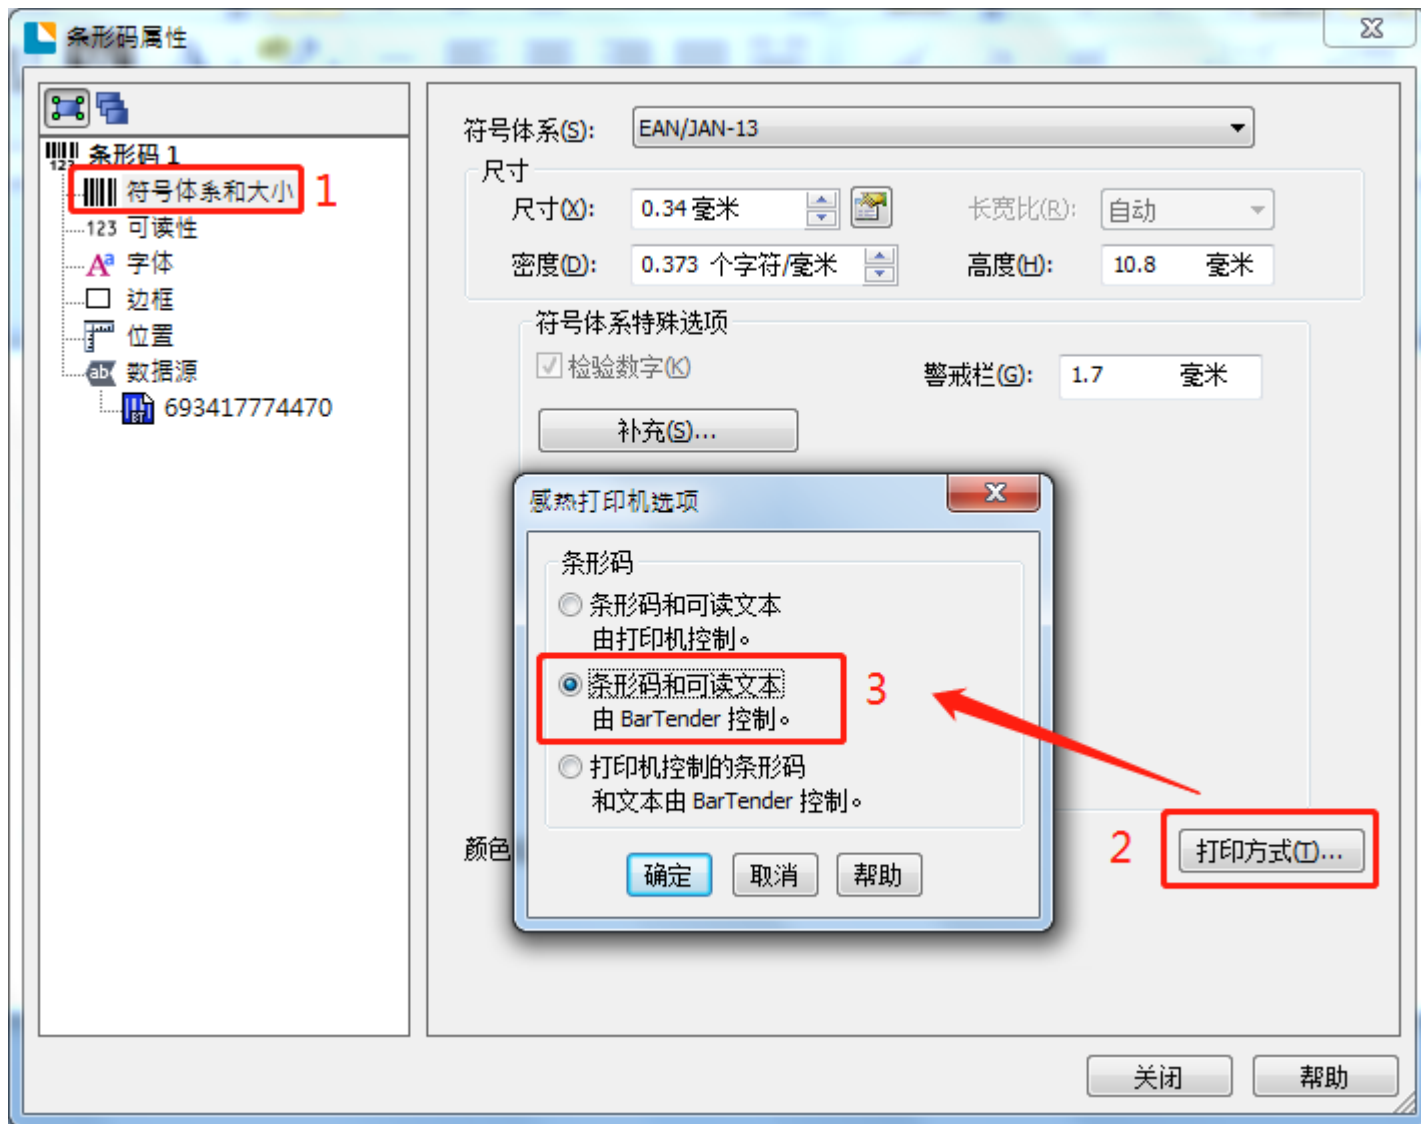 条形码属性
条形码 1
符号体系和大小
1
123 可读性
字体
边框
位置
数据源
693417774470
符号体系(S): EAN/JAN-13
尺寸
尺寸(X): 0.34 毫米 长宽比(R): 自动
密度(D): 0.373 个字符/毫米 高度(H): 10.8 毫米
符号体系特殊选项
检验数字(K) 警戒栏(G): 1.7 毫米
补充(S)...
感热打印机选项
条形码
条形码和可读文本
由打印机控制。
条形码和可读文本
由 BarTender 控制。
3
打印机控制的条形码
和文本由 BarTender 控制。
颜色
确定 取消 帮助
2
打印方式(T)...
关闭 帮助